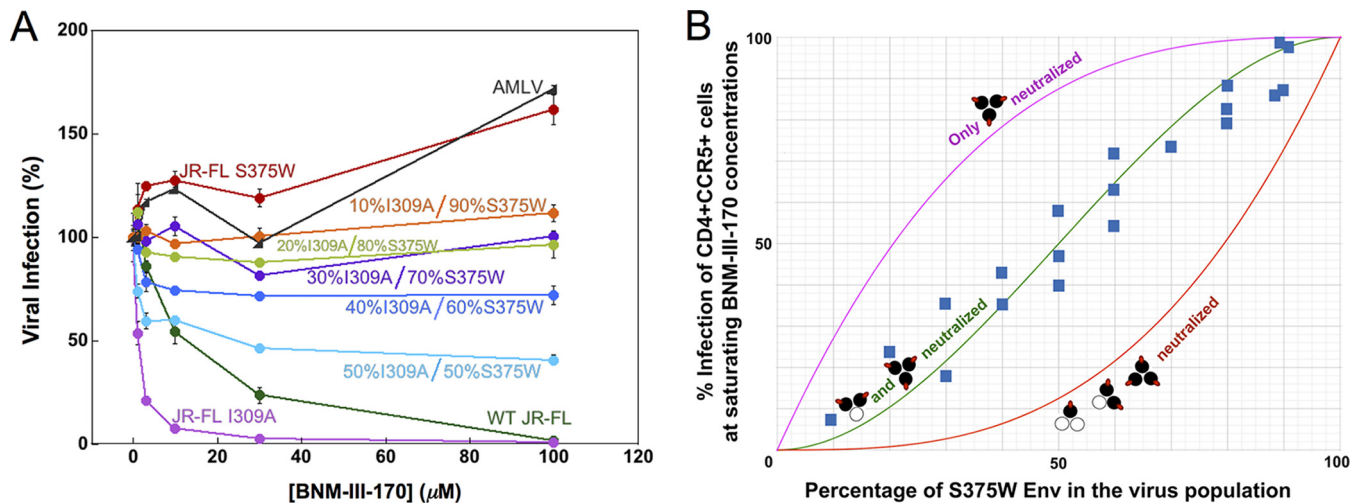 A
200
150
100
50
0
Viral Infection (%)
AMLV
JR-FL S375W
10%I309A/90%S375W
20%I309A/80%S375W
30%I309A/70%S375W
40%I309A/60%S375W
50%I309A/50%S375W
JR-FL I309A
WT JR-FL
0 20 40 60 80 100 120
[BNM-III-170] (μM)
B
100
50
% Infection of CD4+CCR5+ cells
at saturating BNM-III-170 concentrations
Only neutralized
and neutralized
neutralized
0 50 100
Percentage of S375W Env in the virus population